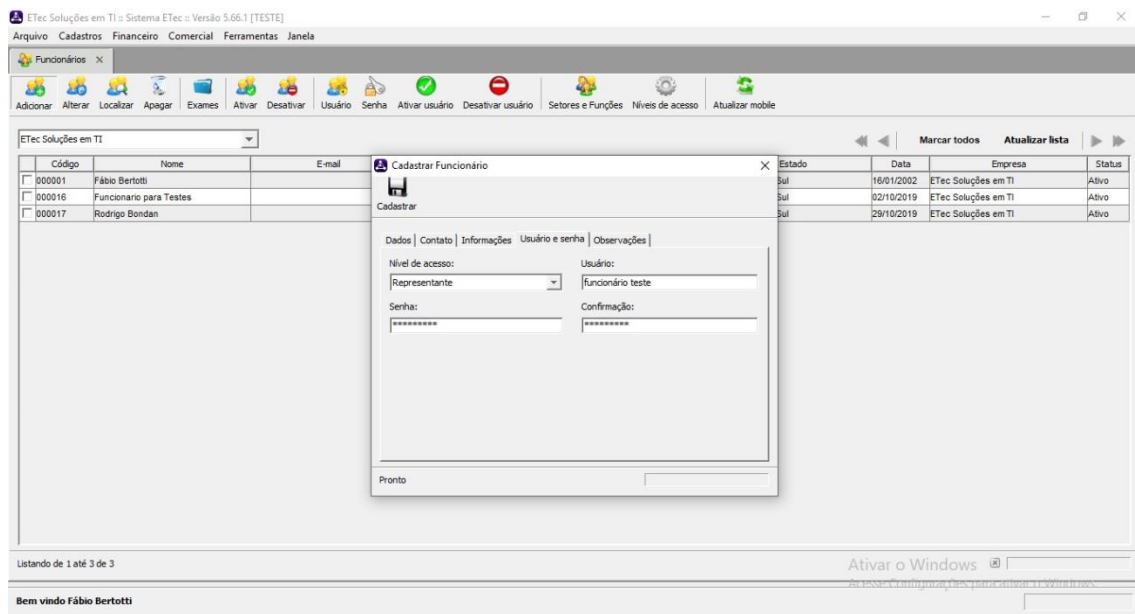 ETec Soluções em TI :: Sistema ETec :: Versão 5.66.1 [TESTE]
Arquivo Cadastros Financeiro Comercial Ferramentas Janela
Funcionários X
Adicionar Alterar Localizar Apagar Exames Ativar Desativar Usuário Senha Ativar usuário Desativar usuário Setores e Funções Níveis de acesso Atualizar mobile
ETec Soluções em TI Marcar todos Atualizar lista
Código Nome E-mail Estado Data Empresa Status
000001 Fábio Bertotti Sul 16/01/2002 ETec Soluções em TI Ativo
000016 Funcionario para Testes Sul 02/10/2019 ETec Soluções em TI Ativo
000017 Rodrigo Bondan Sul 29/10/2019 ETec Soluções em TI Ativo
Cadastrar Funcionário
Cadastrar
Dados Contato Informações Usuário e senha Observações
Nível de acesso: Usuário:
Representante funcionário teste
Senha: Confirmação:
********* *********
Pronto
Listando de 1 até 3 de 3
Ativar o Windows
Acesse Configurações para ativar o Windows.
Bem vindo Fábio Bertotti